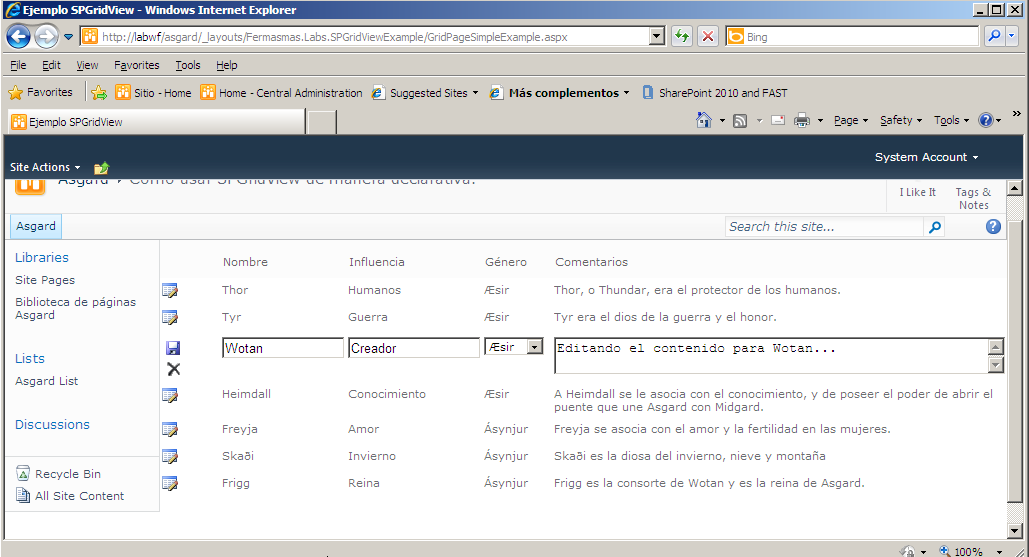 Ejemplo SPGridView - Windows Internet Explorer
http://labwf/asgard/_layouts/Fermasmas.Labs.SPGridViewExample/GridPageSimpleExample.aspx
Bing
File Edit View Favorites Tools Help
Favorites Sitio - Home Home - Central Administration Suggested Sites Más complementos SharePoint 2010 and FAST
Ejemplo SPGridView
Page Safety Tools
System Account
Site Actions
Asgard Cómo usar SPGridView de manera declarativa.
I Like It
Tags & Notes
Asgard
Search this site...
Libraries
Site Pages
Biblioteca de páginas
Asgard
Lists
Asgard List
Discussions
Recycle Bin
All Site Content
Nombre Influencia Género Comentarios
Thor Humanos Æsir Thor, o Thundar, era el protector de los humanos.
Tyr Guerra Æsir Tyr era el dios de la guerra y el honor.
Wotan Creador Æsir Editando el contenido para Wotan...
Heimdall Conocimiento Æsir A Heimdall se le asocia con el conocimiento, y de poseer el poder de abrir el
puente que une Asgard con Midgard.
Freyja Amor Ásynjur Freyja se asocia con el amor y la fertilidad en las mujeres.
Skaði Invierno Ásynjur Skaði es la diosa del invierno, nieve y montaña
Frigg Reina Ásynjur Frigg es la consorte de Wotan y es la reina de Asgard.
100%